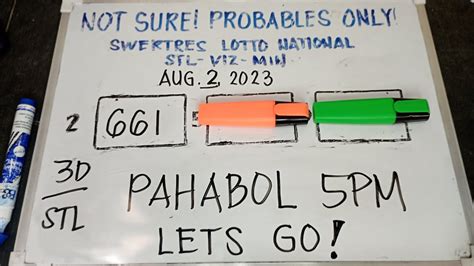 NOT SURE! PROBABLES ONLY!
SWERTRES LOTTO NATIONAL
STL-VIZ-MIN
AUG. 2, 2023
2 661
3D
STL
PAHABOL 5PM
LETS GO!